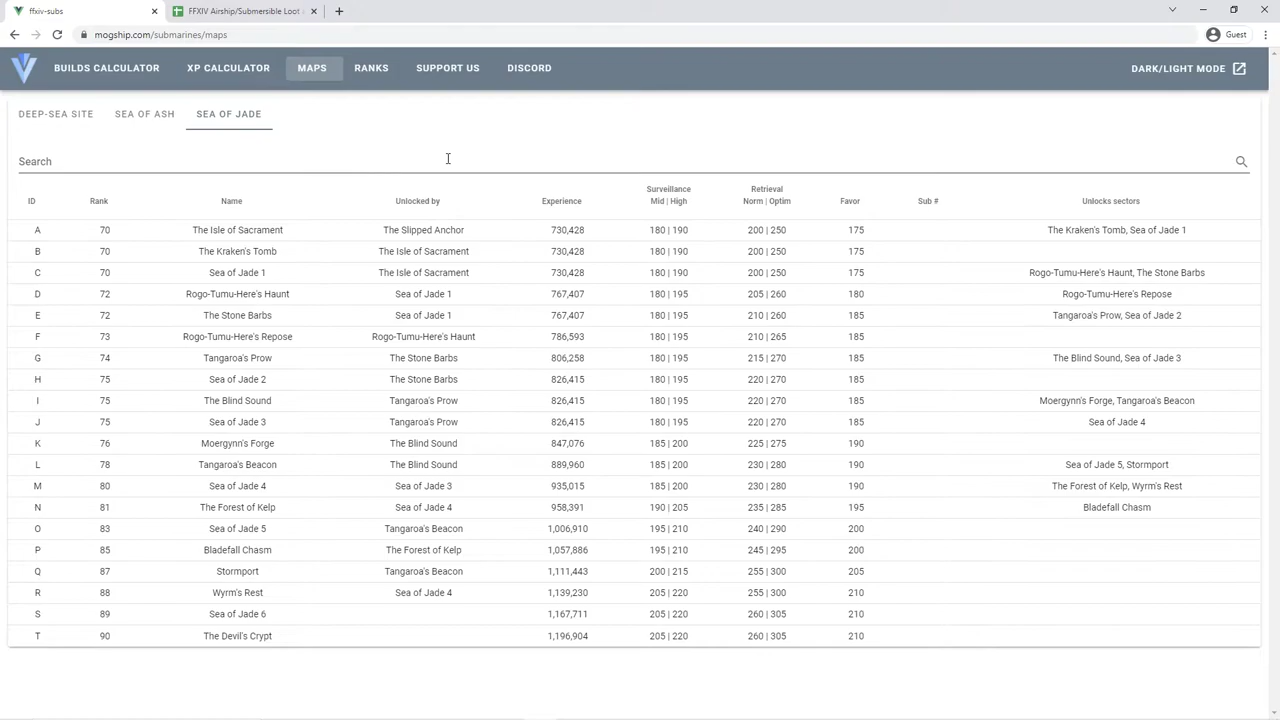 ffxiv-subs
FFXIV Airship/Submersible Loot
mogship.com/submarines/maps
Guest
BUILDS CALCULATOR XP CALCULATOR MAPS RANKS SUPPORT US DISCORD DARK/LIGHT MODE
DEEP-SEA SITE SEA OF ASH SEA OF JADE
Search
ID Rank Name Unlocked by Experience Surveillance Mid | High Retrieval Norm | Optim Favor Sub # Unlocks sectors
A 70 The Isle of Sacrament The Slipped Anchor 730,428 180 | 190 200 | 250 175 The Kraken's Tomb, Sea of Jade 1
B 70 The Kraken's Tomb The Isle of Sacrament 730,428 180 | 190 200 | 250 175
C 70 Sea of Jade 1 The Isle of Sacrament 730,428 180 | 190 200 | 250 175 Rogo-Tumu-Here's Haunt, The Stone Barbs
D 72 Rogo-Tumu-Here's Haunt Sea of Jade 1 767,407 180 | 195 205 | 260 180 Rogo-Tumu-Here's Repose
E 72 The Stone Barbs Sea of Jade 1 767,407 180 | 195 210 | 260 185 Tangaroa's Prow, Sea of Jade 2
F 73 Rogo-Tumu-Here's Repose Rogo-Tumu-Here's Haunt 786,593 180 | 195 210 | 265 185
G 74 Tangaroa's Prow The Stone Barbs 806,258 180 | 195 215 | 270 185 The Blind Sound, Sea of Jade 3
H 75 Sea of Jade 2 The Stone Barbs 826,415 180 | 195 220 | 270 185
I 75 The Blind Sound Tangaroa's Prow 826,415 180 | 195 220 | 270 185 Moergynn's Forge, Tangaroa's Beacon
J 75 Sea of Jade 3 Tangaroa's Prow 826,415 180 | 195 220 | 270 185 Sea of Jade 4
K 76 Moergynn's Forge The Blind Sound 847,076 185 | 200 225 | 275 190
L 78 Tangaroa's Beacon The Blind Sound 889,960 185 | 200 230 | 280 190 Sea of Jade 5, Stormport
M 80 Sea of Jade 4 Sea of Jade 3 935,015 185 | 200 230 | 280 190 The Forest of Kelp, Wyrm's Rest
N 81 The Forest of Kelp Sea of Jade 4 958,391 190 | 205 235 | 285 195 Bladefall Chasm
O 83 Sea of Jade 5 Tangaroa's Beacon 1,006,910 195 | 210 240 | 290 200
P 85 Bladefall Chasm The Forest of Kelp 1,057,886 195 | 210 245 | 295 200
Q 87 Stormport Tangaroa's Beacon 1,111,443 200 | 215 255 | 300 205
R 88 Wyrm's Rest Sea of Jade 4 1,139,230 205 | 220 255 | 300 210
S 89 Sea of Jade 6 1,167,711 205 | 220 260 | 305 210
T 90 The Devil's Crypt 1,196,904 205 | 220 260 | 305 210